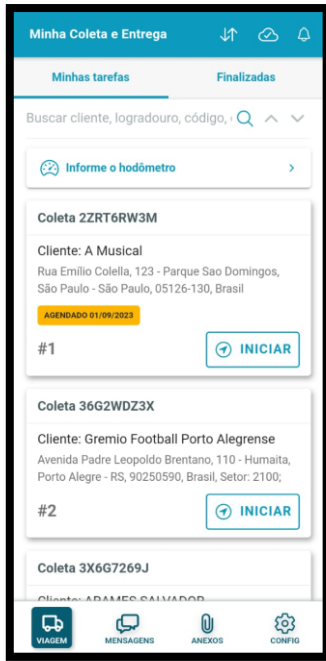 Minha Coleta e Entrega
Minhas tarefas
Finalizadas
Buscar cliente, logradouro, código,
Informe o hodômetro
Coleta 2ZRT6RW3M
Cliente: A Musical
Rua Emílio Colella, 123 - Parque Sao Domingos,
São Paulo - São Paulo, 05126-130, Brasil
AGENDADO 01/09/2023
#1
INICIAR
Coleta 36G2WDZ3X
Cliente: Gremio Football Porto Alegrense
Avenida Padre Leopoldo Brentano, 110 - Humaita,
Porto Alegre - RS, 90250590, Brasil, Setor: 2100;
#2
INICIAR
Coleta 3X6G7269J
Cliente: ARAMES SALVADOR
VIAGEM
MENSAGENS
ANEXOS
CONFIG